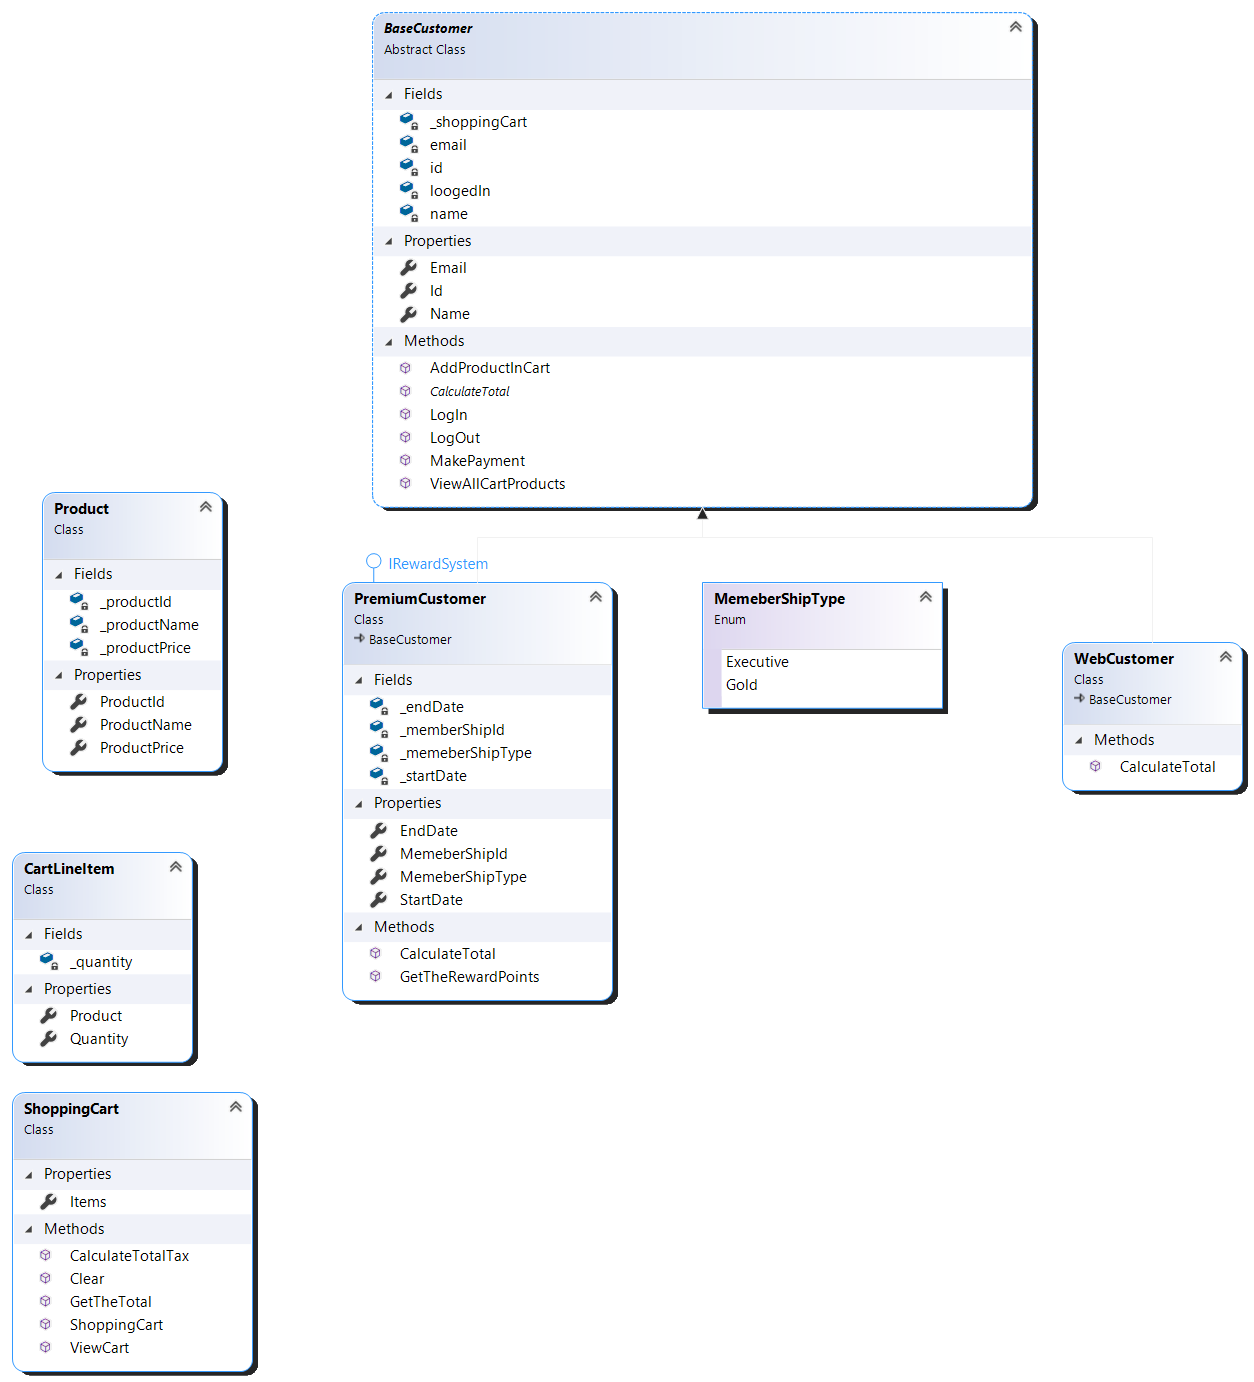 BaseCustomer
Abstract Class
Fields
_shoppingCart
email
id
loogedIn
name
Properties
Email
Id
Name
Methods
AddProductInCart
CalculateTotal
LogIn
LogOut
MakePayment
ViewAllCartProducts
Product
Class
Fields
_productId
_productName
_productPrice
Properties
ProductId
ProductName
ProductPrice
IRewardSystem
PremiumCustomer
Class
BaseCustomer
Fields
_endDate
_memberShipId
_memeberShipType
_startDate
Properties
EndDate
MemeberShipId
MemeberShipType
StartDate
Methods
CalculateTotal
GetTheRewardPoints
MemeberShipType
Enum
Executive
Gold
WebCustomer
Class
BaseCustomer
Methods
CalculateTotal
CartLineItem
Class
Fields
_quantity
Properties
Product
Quantity
ShoppingCart
Class
Properties
Items
Methods
CalculateTotalTax
Clear
GetTheTotal
ShoppingCart
ViewCart